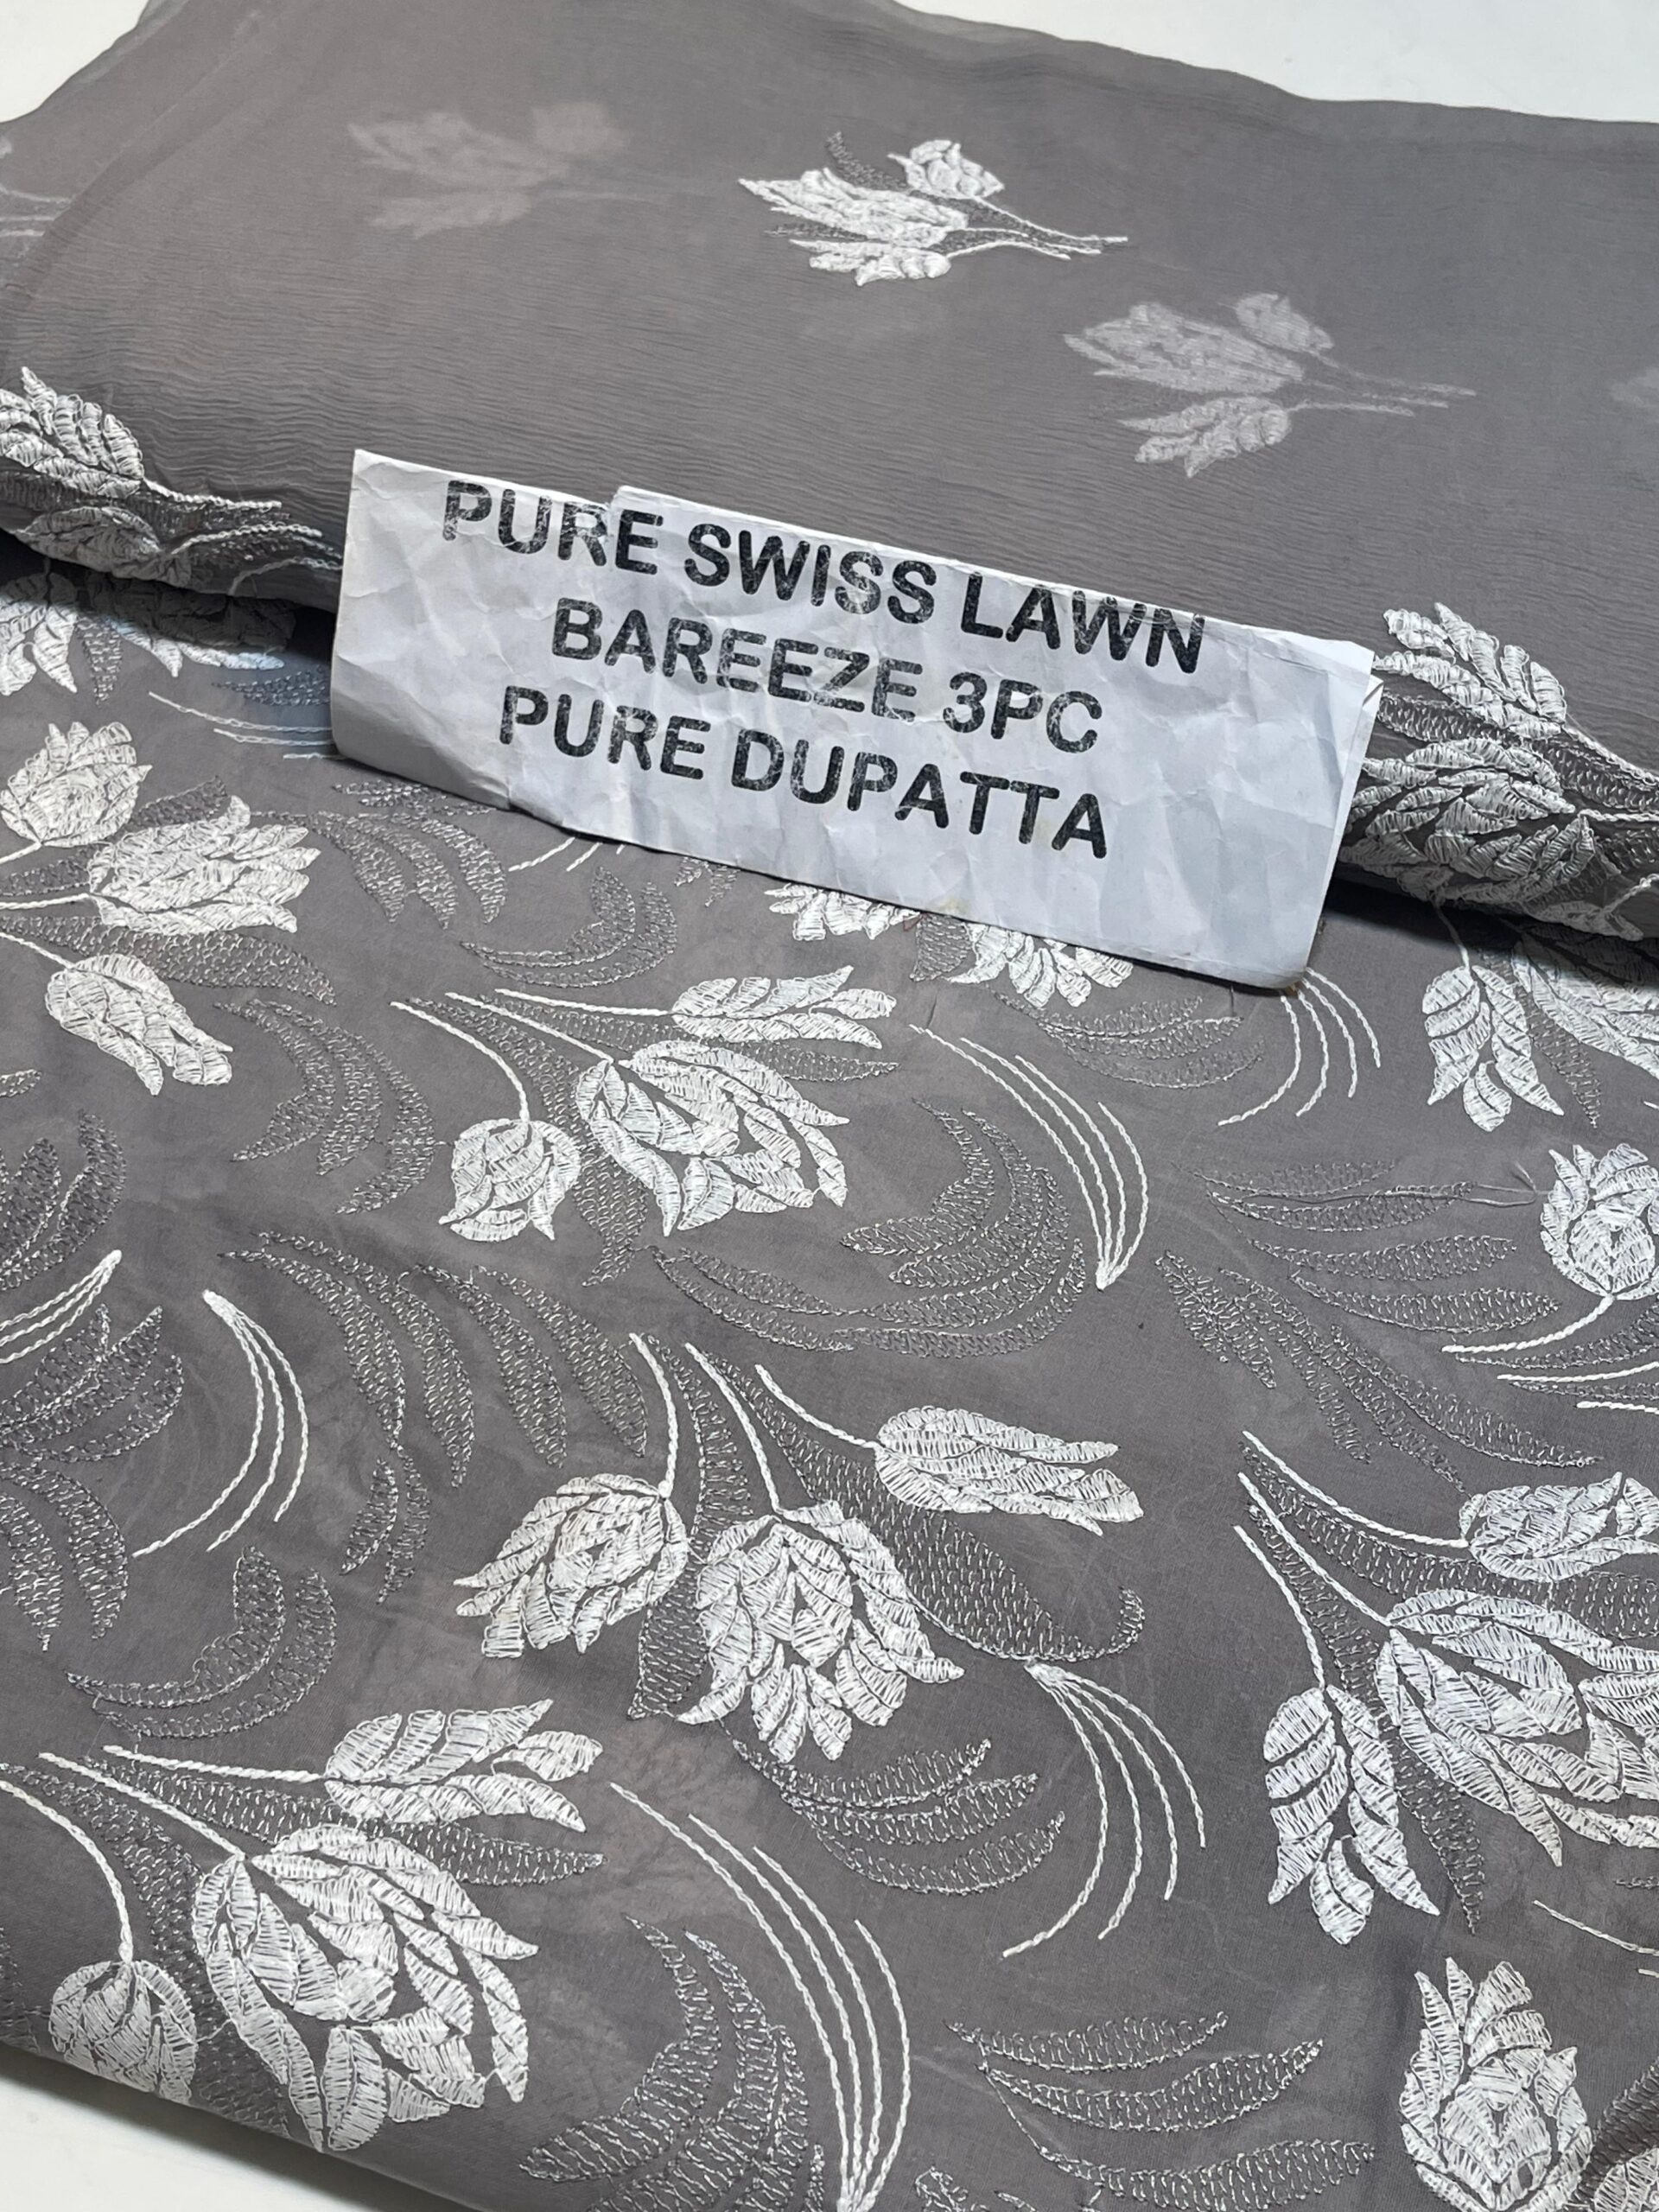 PURE SWISS LAWN
BAREEZE 3PC
PURE DUPATTA